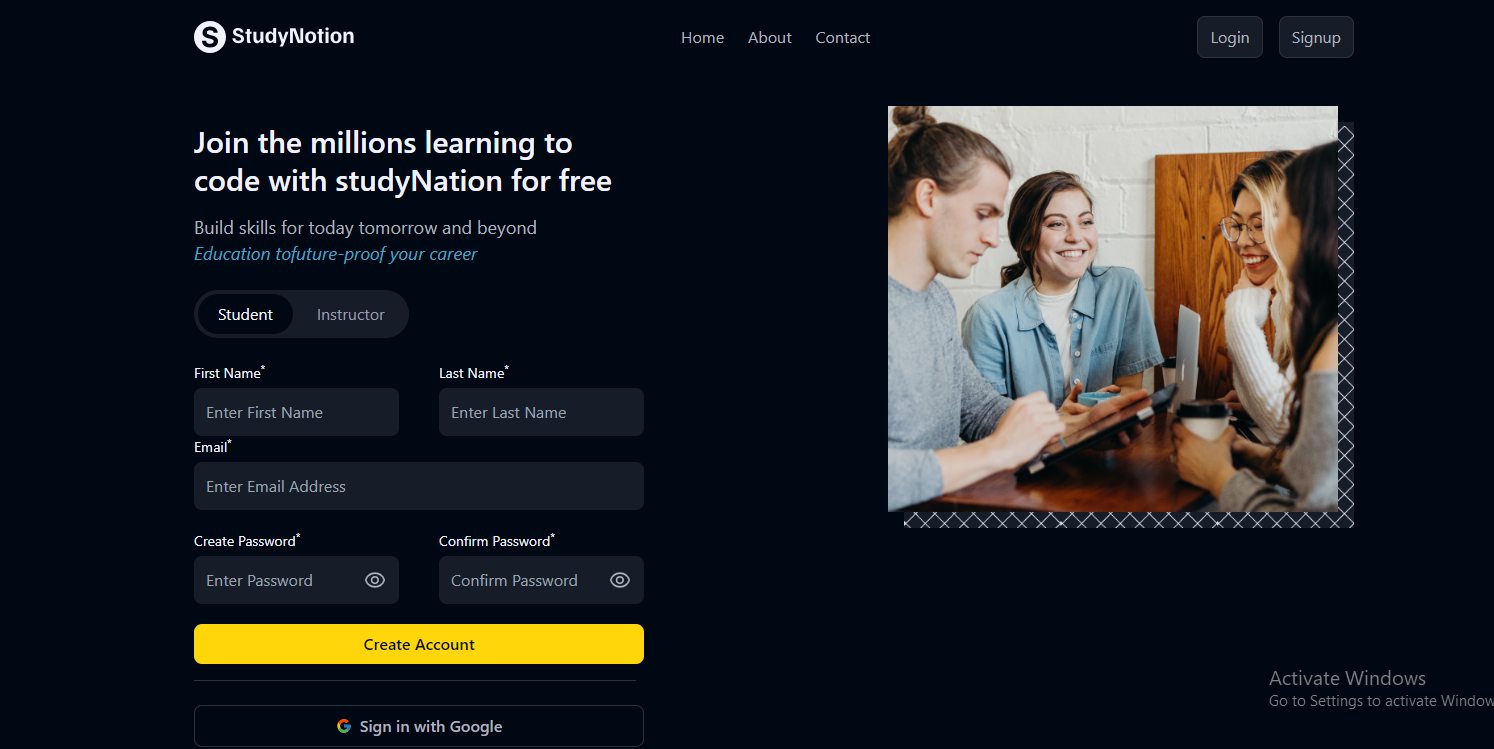 StudyNotion
Home About Contact
Login Signup
Join the millions learning to
code with studyNation for free
Build skills for today tomorrow and beyond
Education tofuture-proof your career
Student Instructor
First Name* Last Name*
Enter First Name Enter Last Name
Email*
Enter Email Address
Create Password* Confirm Password*
Enter Password Confirm Password
Create Account
Sign in with Google
Activate Windows
Go to Settings to activate Window